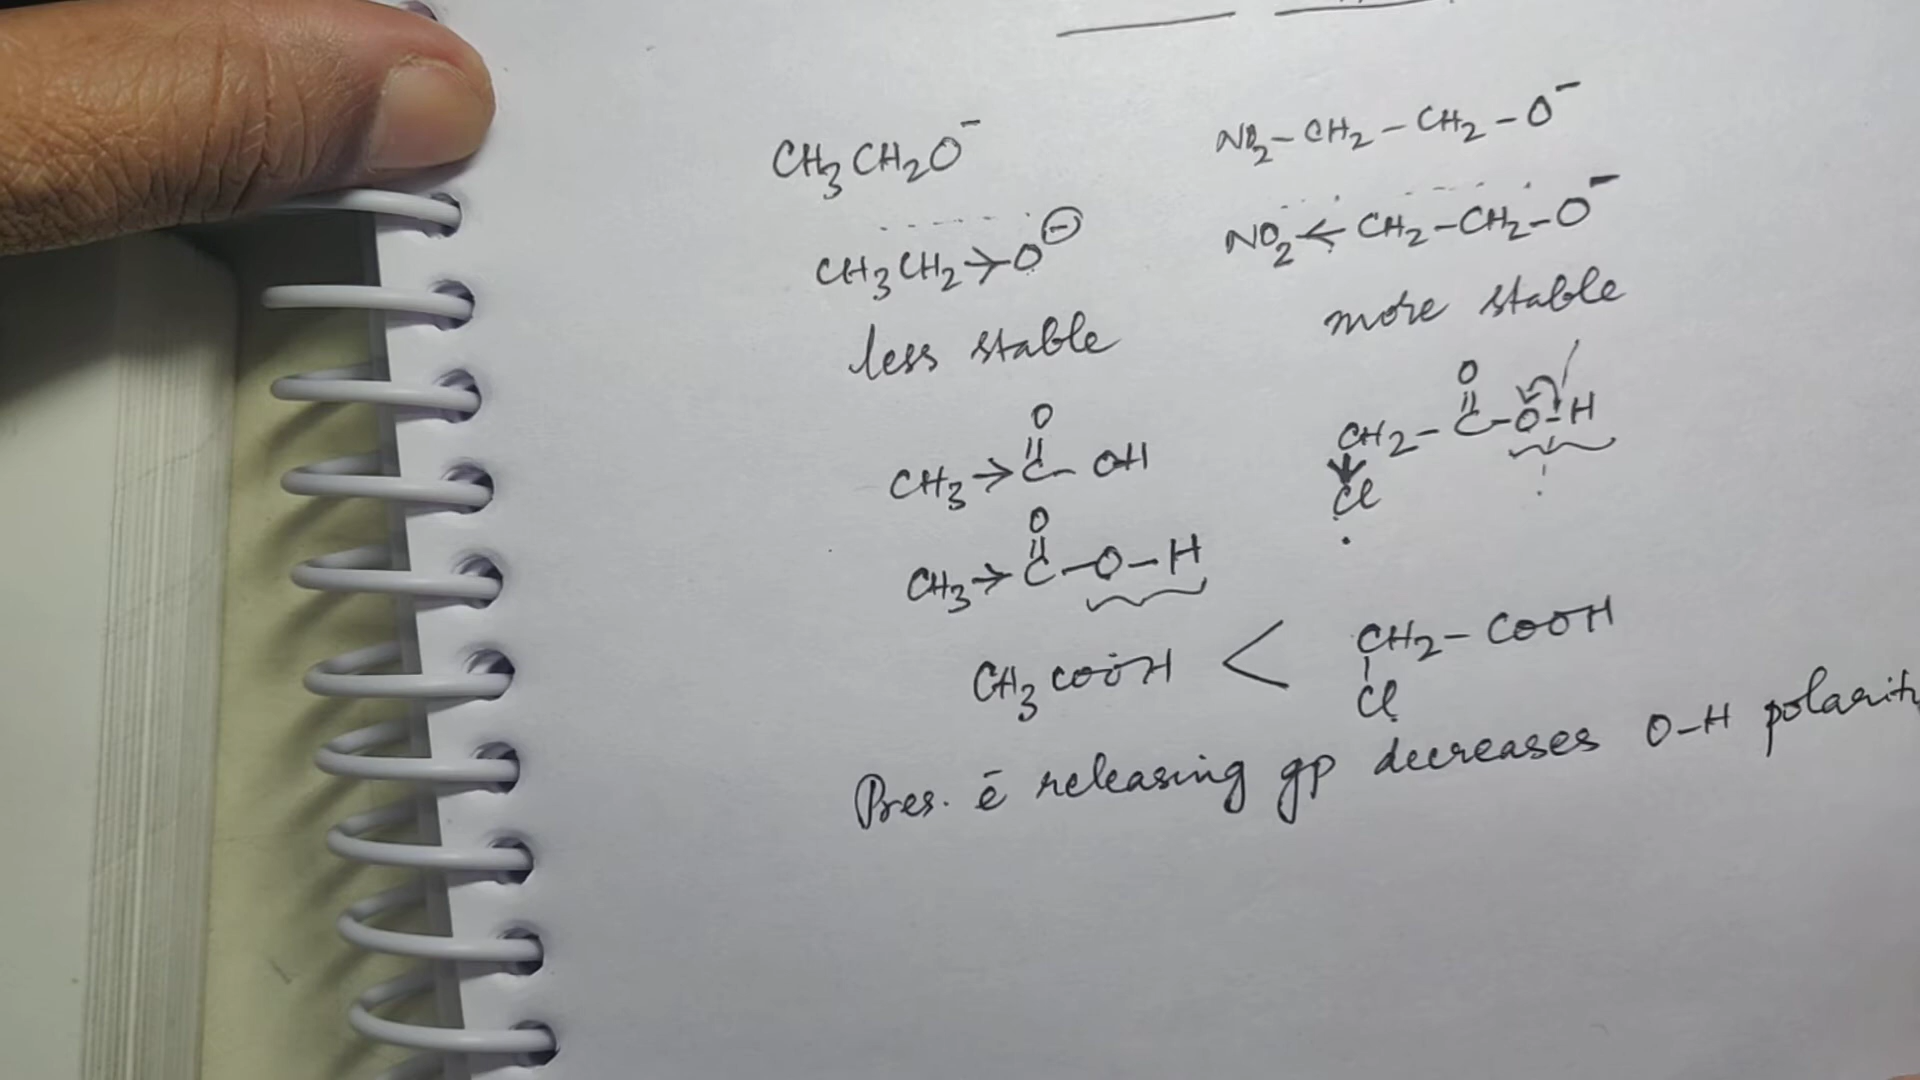 CH3CH2O⁻ NO2-CH2-CH2-O⁻
CH3CH2→O⊖ NO2←CH2-CH2-O⁻
less stable more stable
O
||
CH3→C-OH
O
||
CH2-C-O-H
↓
Cl
O
||
CH3→C-O-H
CH3COOH < CH2-COOH
|
Cl
Pres. ē releasing gp decreases O-H polarit